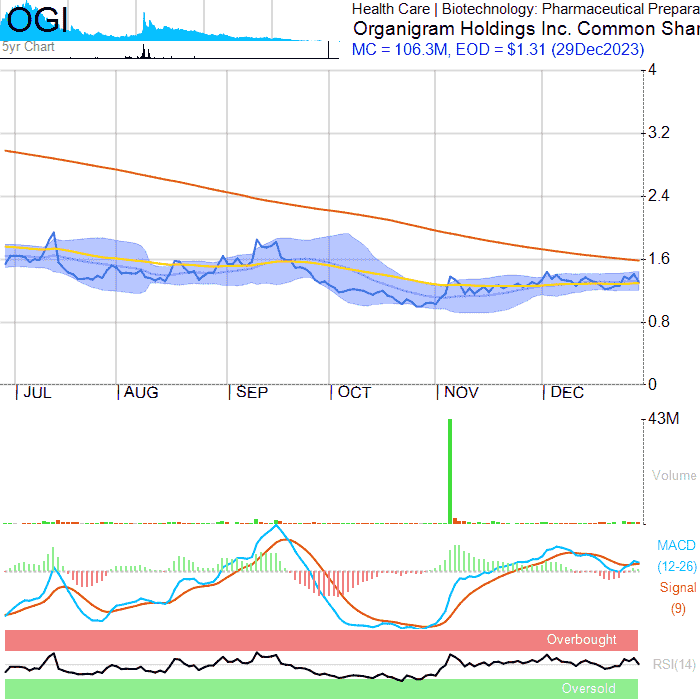 OGI
5yr Chart
Health Care | Biotechnology: Pharmaceutical Prepara
Organigram Holdings Inc. Common Shar
MC = 106.3M, EOD = $1.31 (29Dec2023)
4
3.2
2.4
1.6
0.8
0
|JUL |AUG |SEP |OCT |NOV |DEC
43M
Volume
MACD
(12-26)
Signal
(9)
Overbought
RSI(14)
Oversold